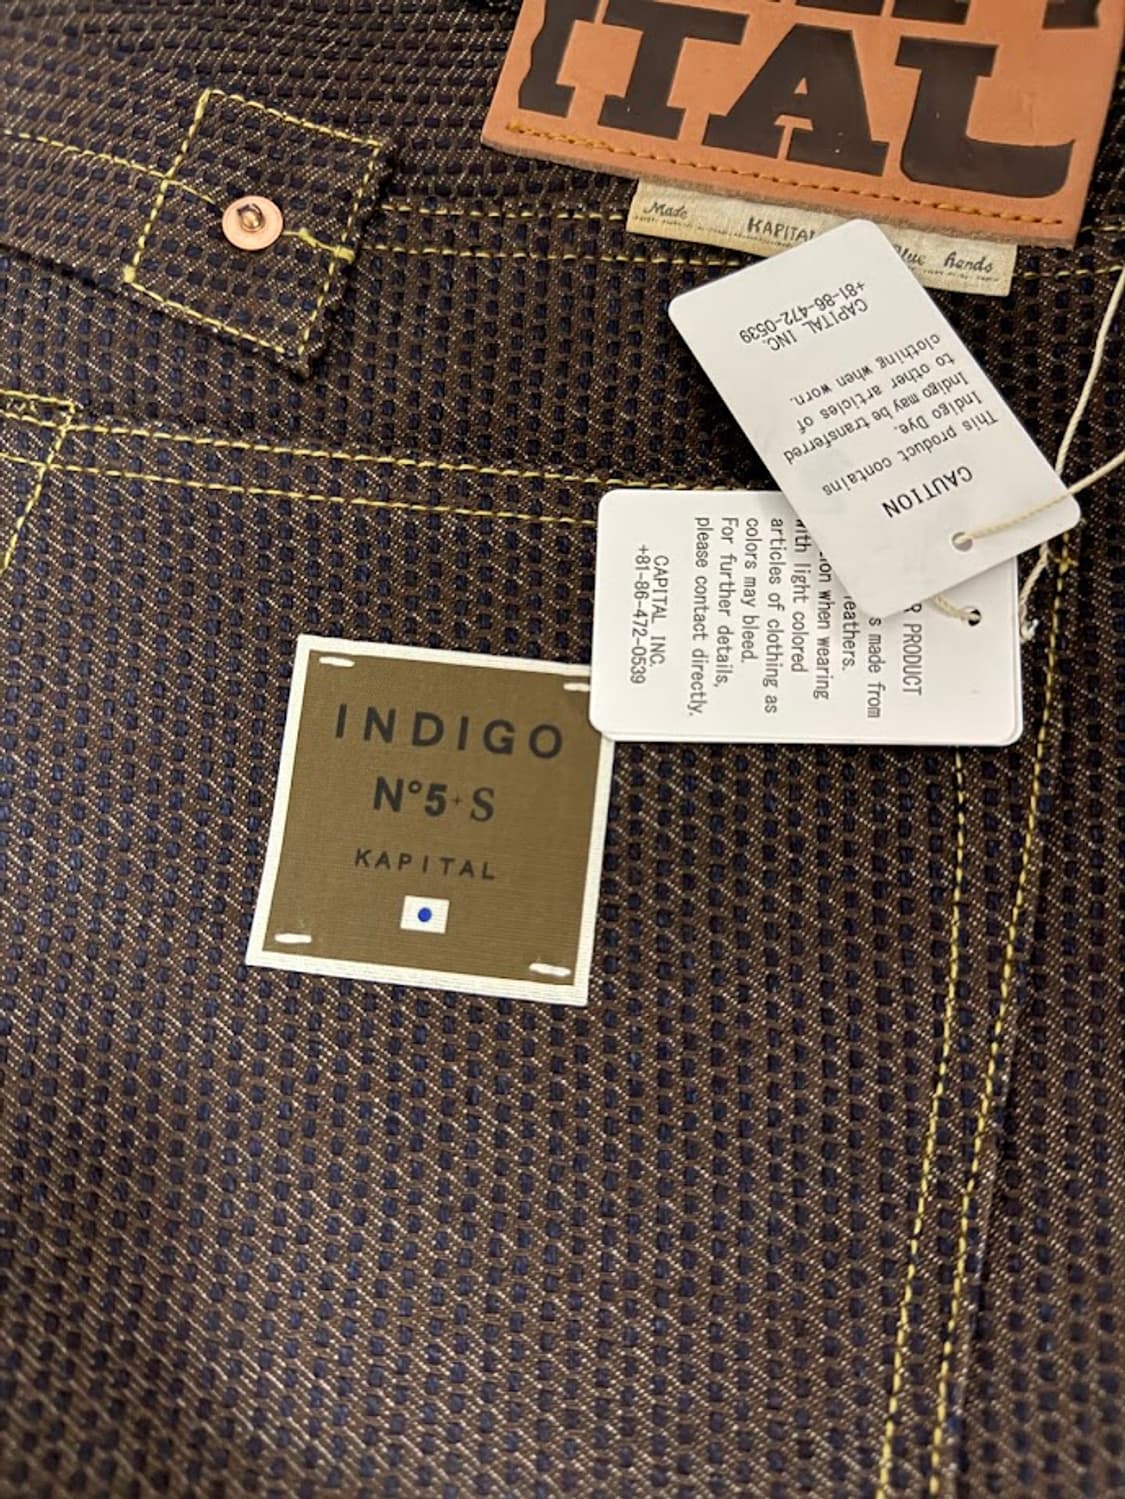 ITAL
Made KAPITAL Blue hands
CAUTION
This product contains
Indigo Dye.
Indigo may be transferred
to other articles of
clothing when worn.
CAPITAL INC.
+81-86-472-0539
PRODUCT
s made from
eathers.
ion when wearing
with light colored
articles of clothing as
colors may bleed.
For further details,
please contact directly.
CAPITAL INC.
+81-86-472-0539
INDIGO
N°5+S
KAPITAL